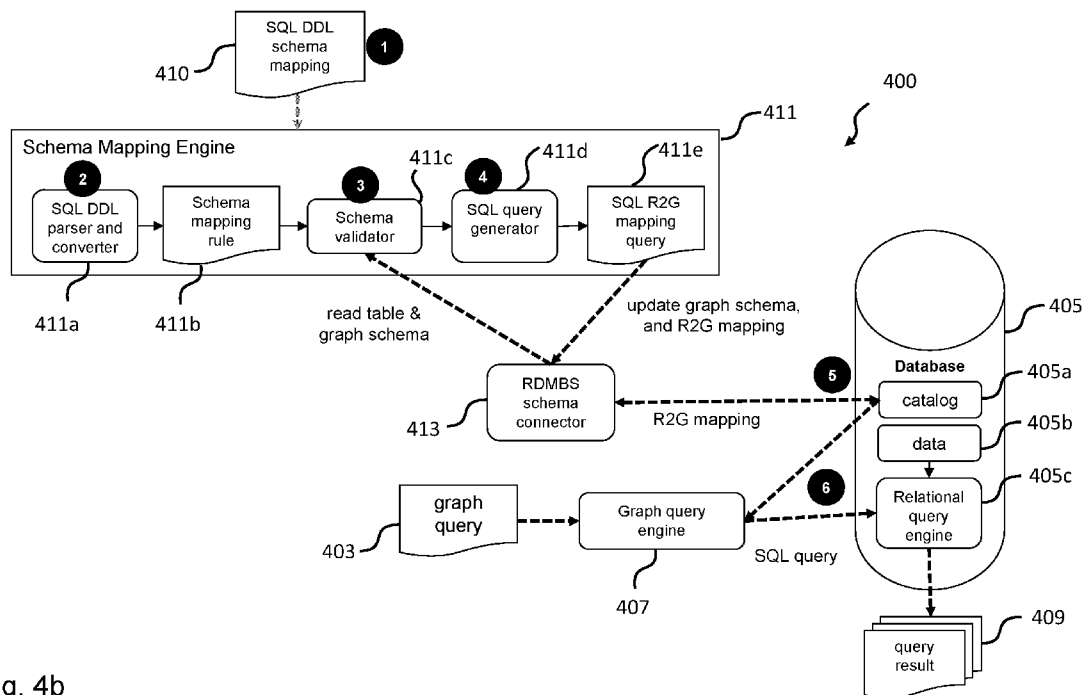 SQL DDL
schema
mapping
1
410
400
411
Schema Mapping Engine
411c
411d
411e
2
3
4
SQL DDL
parser and
converter
Schema
mapping
rule
Schema
validator
SQL query
generator
SQL R2G
mapping
query
411a
411b
read table &
graph schema
update graph schema,
and R2G mapping
405
Database
405a
5
catalog
RDMBS
schema
connector
413
R2G mapping
405b
data
405c
6
graph
query
403
Graph query
engine
407
SQL query
Relational
query
engine
409
query
result
g. 4b